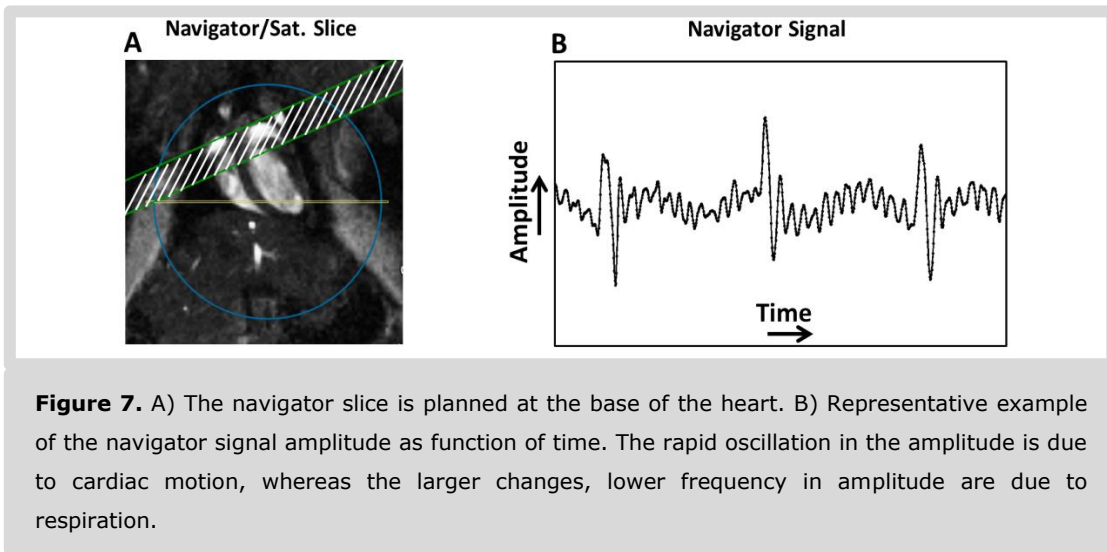 A
Navigator/Sat. Slice
B
Navigator Signal
Amplitude
Time
Figure 7. A) The navigator slice is planned at the base of the heart. B) Representative example
of the navigator signal amplitude as function of time. The rapid oscillation in the amplitude is due
to cardiac motion, whereas the larger changes, lower frequency in amplitude are due to
respiration.